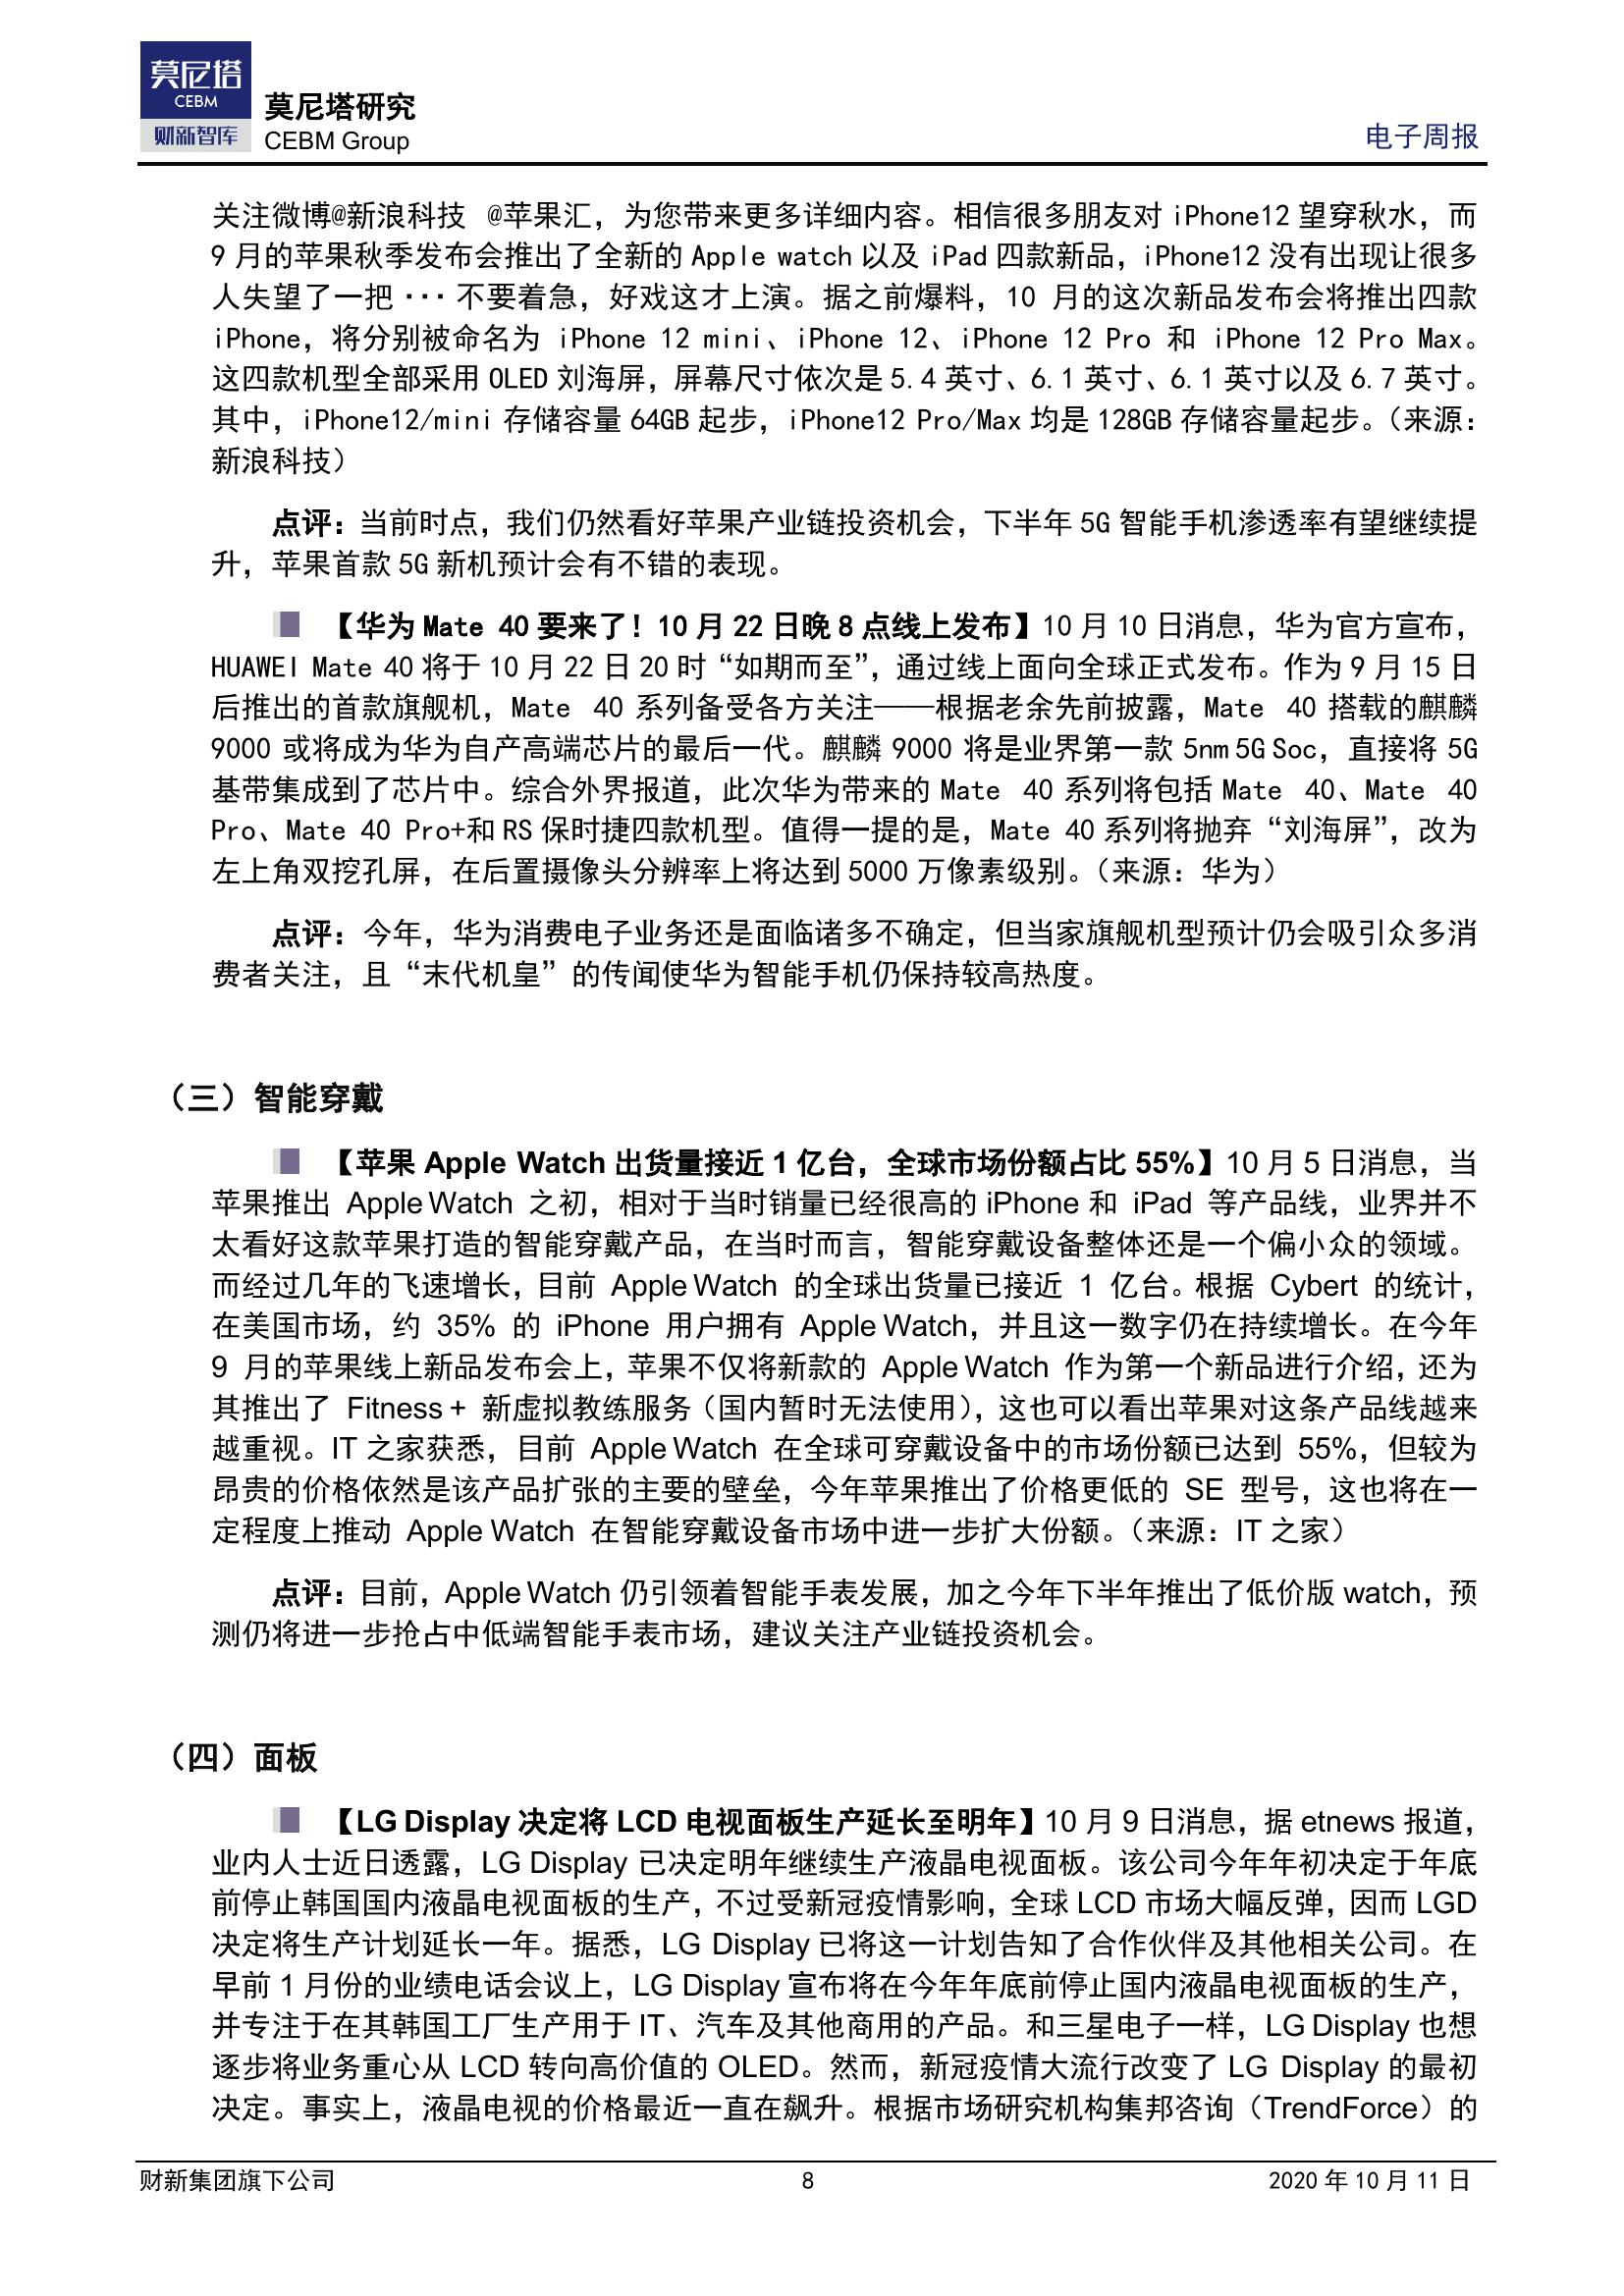 莫尼塔
CEBM
财新智库
莫尼塔研究
CEBM Group
电子周报
关注微博@新浪科技 @苹果汇，为您带来更多详细内容。相信很多朋友对 iPhone12 望穿秋水，而
9 月的苹果秋季发布会推出了全新的 Apple watch 以及 iPad 四款新品，iPhone12 没有出现让很多
人失望了一把 ··· 不要着急，好戏这才上演。据之前爆料，10 月的这次新品发布会将推出四款
iPhone，将分别被命名为 iPhone 12 mini、iPhone 12、iPhone 12 Pro 和 iPhone 12 Pro Max。
这四款机型全部采用 OLED 刘海屏，屏幕尺寸依次是 5.4 英寸、6.1 英寸、6.1 英寸以及 6.7 英寸。
其中，iPhone12/mini 存储容量 64GB 起步，iPhone12 Pro/Max 均是 128GB 存储容量起步。（来源：
新浪科技）
点评：当前时点，我们仍然看好苹果产业链投资机会，下半年 5G 智能手机渗透率有望继续提
升，苹果首款 5G 新机预计会有不错的表现。
【华为 Mate 40 要来了！10 月 22 日晚 8 点线上发布】10 月 10 日消息，华为官方宣布，
HUAWEI Mate 40 将于 10 月 22 日 20 时“如期而至”，通过线上面向全球正式发布。作为 9 月 15 日
后推出的首款旗舰机，Mate 40 系列备受各方关注——根据老余先前披露，Mate 40 搭载的麒麟
9000 或将成为华为自产高端芯片的最后一代。麒麟 9000 将是业界第一款 5nm 5G Soc，直接将 5G
基带集成到了芯片中。综合外界报道，此次华为带来的 Mate 40 系列将包括 Mate 40、Mate 40
Pro、Mate 40 Pro+和 RS 保时捷四款机型。值得一提的是，Mate 40 系列将抛弃“刘海屏”，改为
左上角双挖孔屏，在后置摄像头分辨率上将达到 5000 万像素级别。（来源：华为）
点评：今年，华为消费电子业务还是面临诸多不确定，但当家旗舰机型预计仍会吸引众多消
费者关注，且“末代机皇”的传闻使华为智能手机仍保持较高热度。
（三）智能穿戴
【苹果 Apple Watch 出货量接近 1 亿台，全球市场份额占比 55%】10 月 5 日消息，当
苹果推出 Apple Watch 之初，相对于当时销量已经很高的 iPhone 和 iPad 等产品线，业界并不
太看好这款苹果打造的智能穿戴产品，在当时而言，智能穿戴设备整体还是一个偏小众的领域。
而经过几年的飞速增长，目前 Apple Watch 的全球出货量已接近 1 亿台。根据 Cybert 的统计，
在美国市场，约 35% 的 iPhone 用户拥有 Apple Watch，并且这一数字仍在持续增长。在今年
9 月的苹果线上新品发布会上，苹果不仅将新款的 Apple Watch 作为第一个新品进行介绍，还为
其推出了 Fitness + 新虚拟教练服务（国内暂时无法使用），这也可以看出苹果对这条产品线越来
越重视。IT 之家获悉，目前 Apple Watch 在全球可穿戴设备中的市场份额已达到 55%，但较为
昂贵的价格依然是该产品扩张的主要的壁垒，今年苹果推出了价格更低的 SE 型号，这也将在一
定程度上推动 Apple Watch 在智能穿戴设备市场中进一步扩大份额。（来源：IT 之家）
点评：目前，Apple Watch 仍引领着智能手表发展，加之今年下半年推出了低价版 watch，预
测仍将进一步抢占中低端智能手表市场，建议关注产业链投资机会。
（四）面板
【LG Display 决定将 LCD 电视面板生产延长至明年】10 月 9 日消息，据 etnews 报道，
业内人士近日透露，LG Display 已决定明年继续生产液晶电视面板。该公司今年年初决定于年底
前停止韩国国内液晶电视面板的生产，不过受新冠疫情影响，全球 LCD 市场大幅反弹，因而 LGD
决定将生产计划延长一年。据悉，LG Display 已将这一计划告知了合作伙伴及其他相关公司。在
早前 1 月份的业绩电话会议上，LG Display 宣布将在今年年底前停止国内液晶电视面板的生产，
并专注于在其韩国工厂生产用于 IT、汽车及其他商用的产品。和三星电子一样，LG Display 也想
逐步将业务重心从 LCD 转向高价值的 OLED。然而，新冠疫情大流行改变了 LG Display 的最初
决定。事实上，液晶电视的价格最近一直在飙升。根据市场研究机构集邦咨询（TrendForce）的
财新集团旗下公司
8
2020 年 10 月 11 日